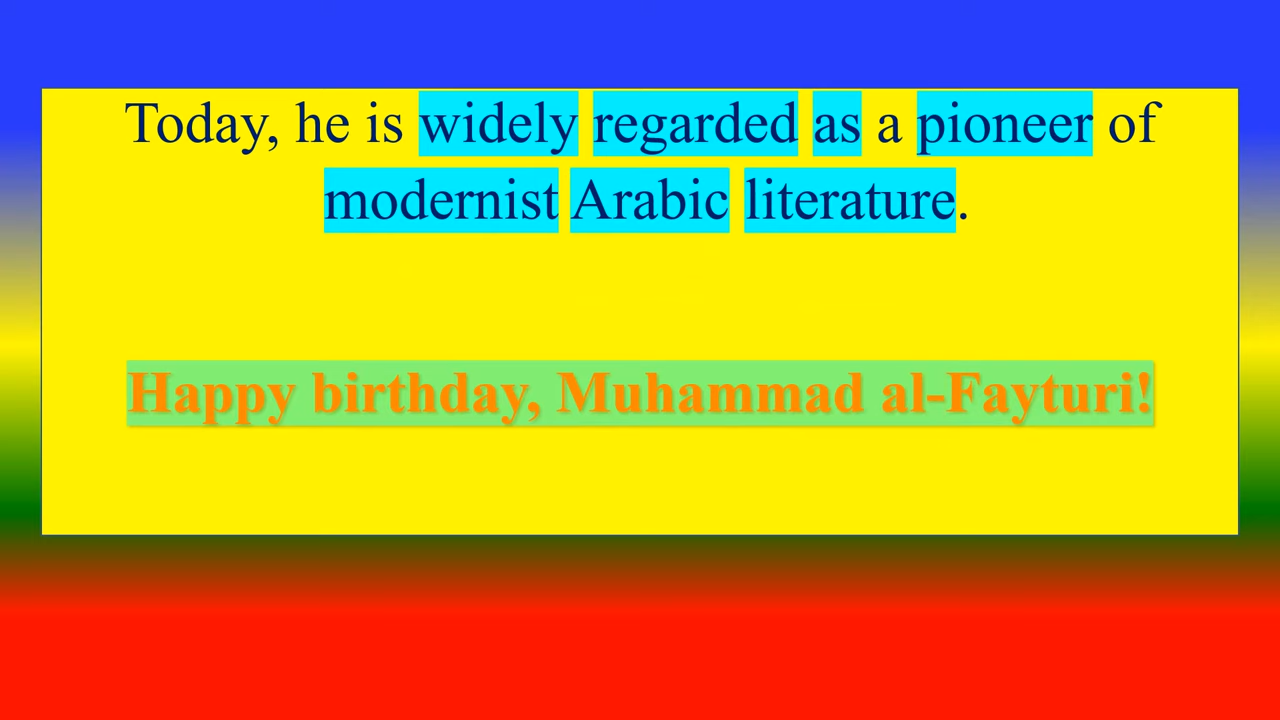 Today, he is widely regarded as a pioneer of
modernist Arabic literature.
Happy birthday, Muhammad al-Fayturi!